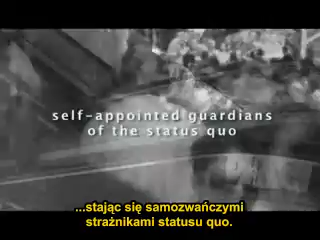 self-appointed guardians
of the status quo
...stając się samozwańczymi
strażnikami statusu quo.